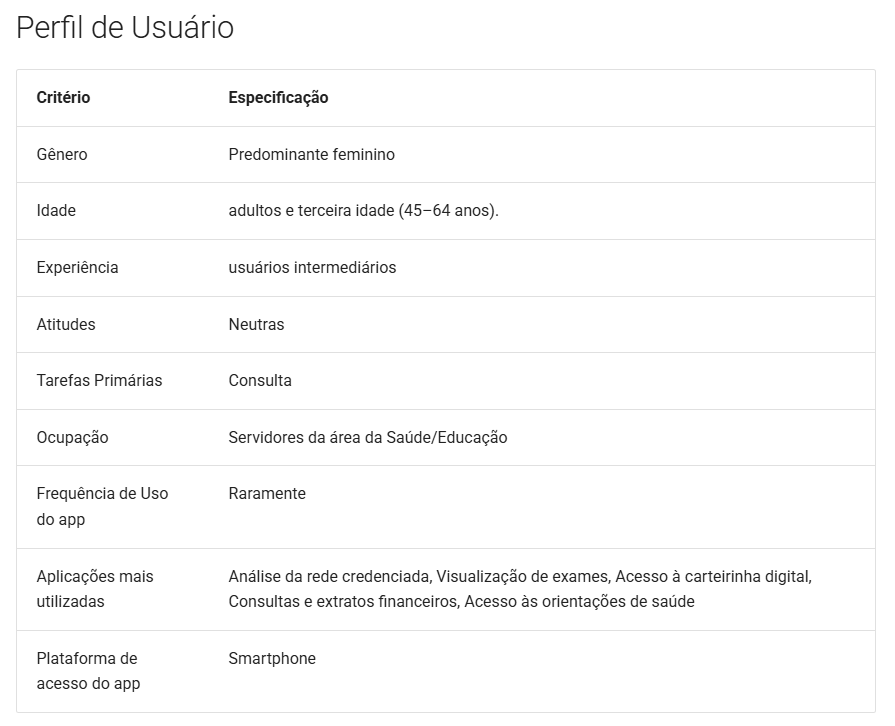 Perfil de Usuário
Critério Especificação
Gênero Predominante feminino
Idade adultos e terceira idade (45–64 anos).
Experiência usuários intermediários
Atitudes Neutras
Tarefas Primárias Consulta
Ocupação Servidores da área da Saúde/Educação
Frequência de Uso Raramente
do app
Aplicações mais Análise da rede credenciada, Visualização de exames, Acesso à carteirinha digital,
utilizadas Consultas e extratos financeiros, Acesso às orientações de saúde
Plataforma de Smartphone
acesso do app